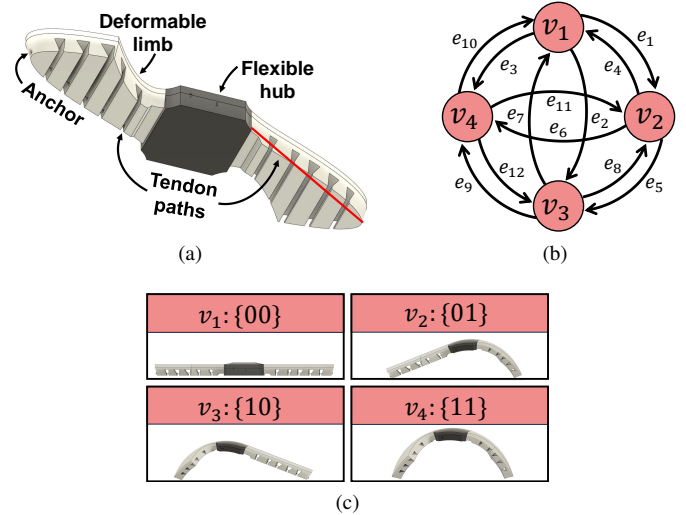 Deformable
limb
Flexible
hub
Anchor
Tendon
paths
(a)
v₁
v₂
v₃
v₄
e₁
e₂
e₃
e₄
e₅
e₆
e₇
e₈
e₉
e₁₀
e₁₁
e₁₂
(b)
v₁:{00}
v₂:{01}
v₃:{10}
v₄:{11}
(c)